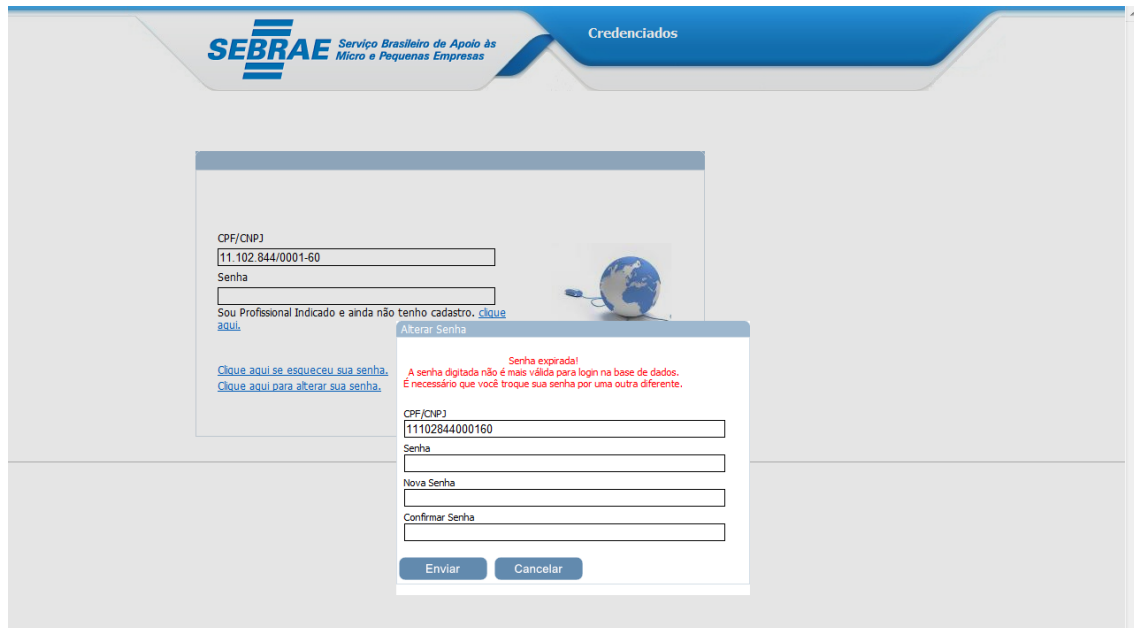 SEBRAE
Serviço Brasileiro de Apoio às
Micro e Pequenas Empresas
Credenciados
CPF/CNPJ
11.102.844/0001-60
Senha
Sou Profissional Indicado e ainda não tenho cadastro. clique
aqui.
Clique aqui se esqueceu sua senha.
Clique aqui para alterar sua senha.
Alterar Senha
Senha expirada!
A senha digitada não é mais válida para login na base de dados.
É necessário que você troque sua senha por uma outra diferente.
CPF/CNPJ
11102844000160
Senha
Nova Senha
Confirmar Senha
Enviar
Cancelar